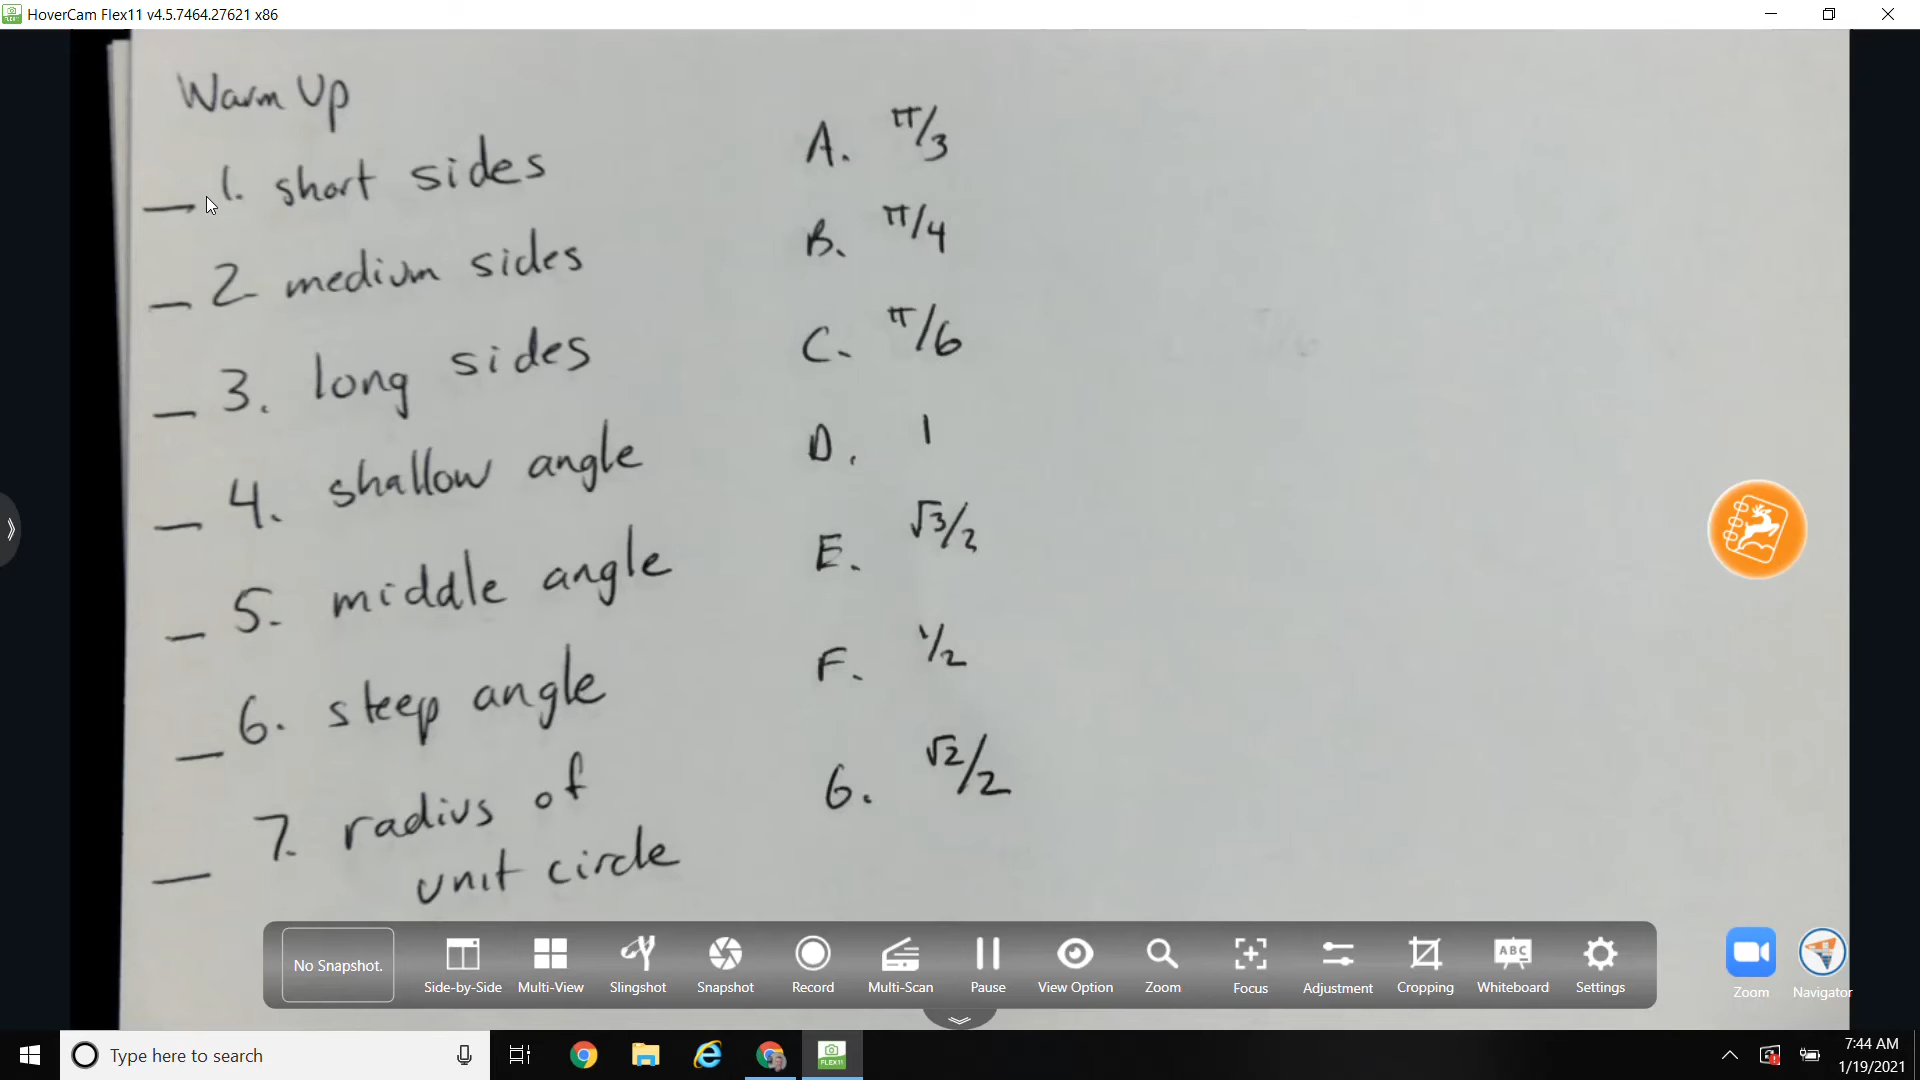 HoverCam Flex11 v4.5.7464.27621 x86
Warm Up
1. short sides
2 medium sides
3. long sides
4. shallow angle
5. middle angle
6. steep angle
7. radius of
unit circle
A. π/3
B. π/4
C. π/6
D. 1
E. √3/2
F. 1/2
G. √2/2
No Snapshot.
Side-by-Side
Multi-View
Slingshot
Snapshot
Record
Multi-Scan
Pause
View Option
Zoom
Focus
Adjustment
Cropping
ABC
Whiteboard
Settings
Zoom
Navigator
Type here to search
FLEX11
7:44 AM
1/19/2021